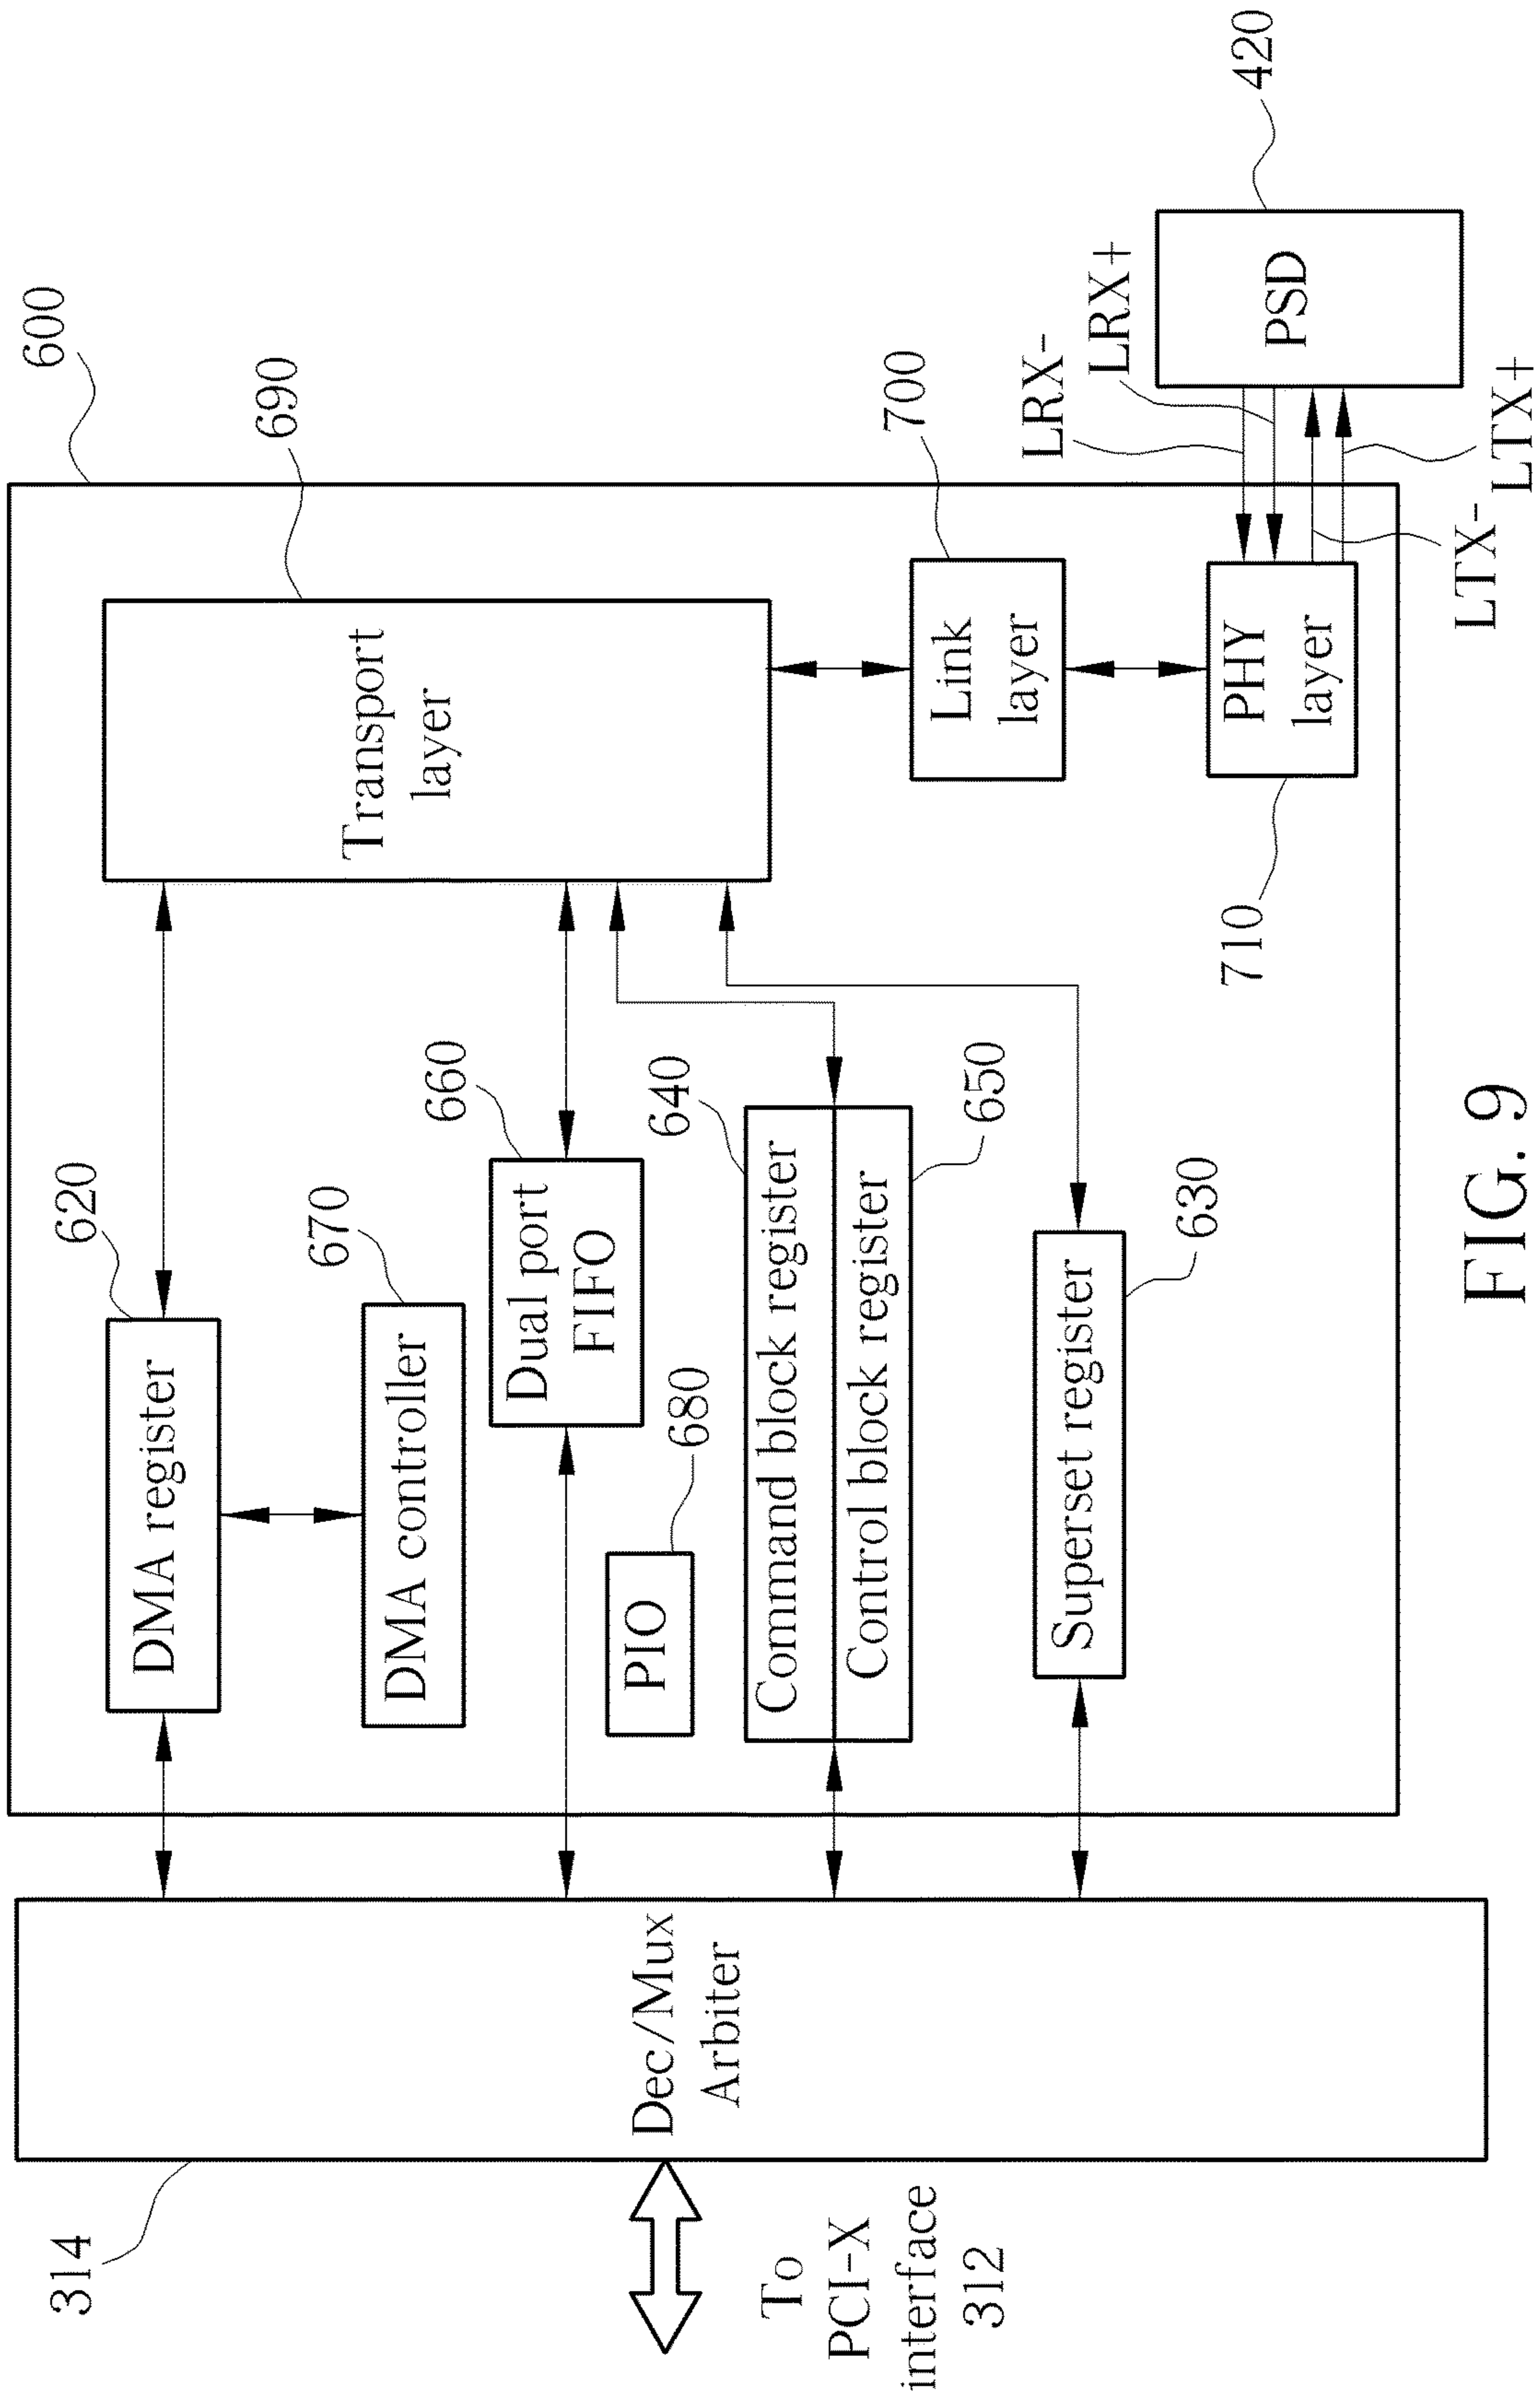 600
690
620
Transport
layer
DMA register
670
660
DMA controller
Dual port
FIFO
314
680
PIO
Dec/Mux
Arbiter
640
Command block register
Control block register
650
700
Link
layer
To
PCI-X
interface
312
Superset register
630
LRX-
LRX+
420
PHY
layer
PSD
710
LTX-
LTX+
FIG. 9